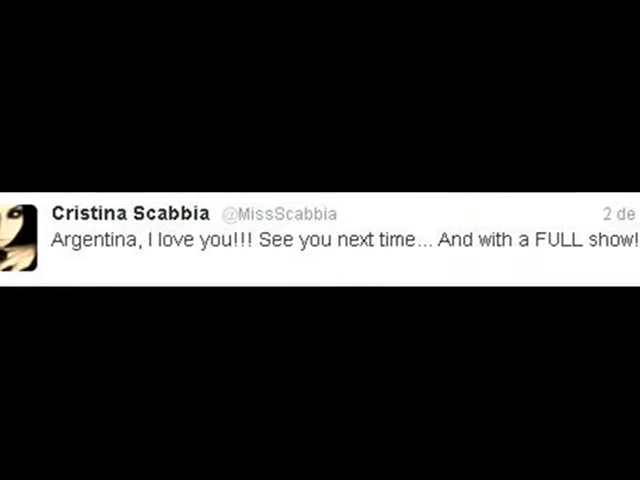 Cristina Scabbia @MissScabbia 2 de
Argentina, I love you!!! See you next time... And with a FULL show!